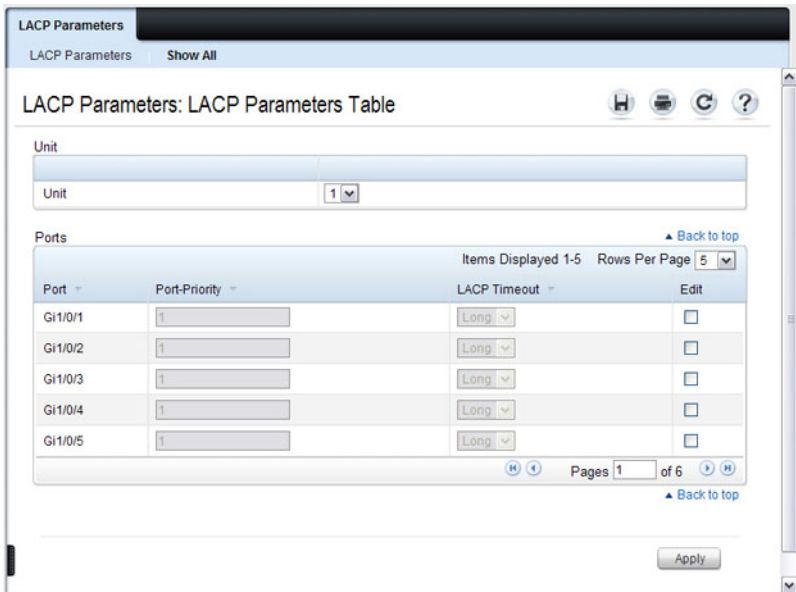 LACP Parameters
LACP Parameters Show All
LACP Parameters: LACP Parameters Table
?
Unit
Unit 1
Ports Back to top
Items Displayed 1-5 Rows Per Page 5
Port Port-Priority LACP Timeout Edit
Gi1/0/1 1 Long
Gi1/0/2 1 Long
Gi1/0/3 1 Long
Gi1/0/4 1 Long
Gi1/0/5 1 Long
Pages 1 of 6
Back to top
Apply